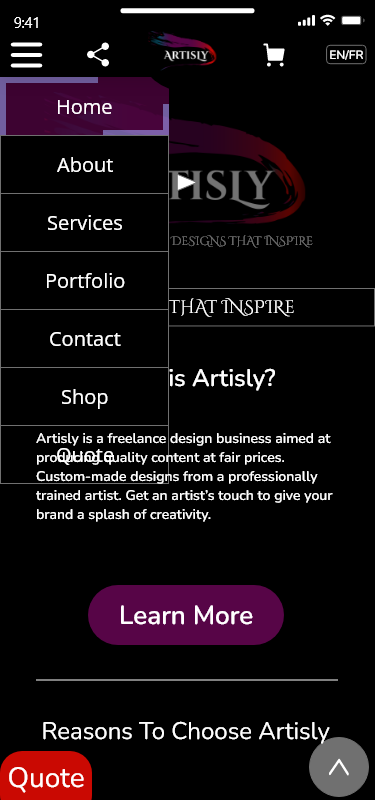 9:41
ARTISLY
EN/FR
Home
About
TISLY
Services
DESIGNS THAT INSPIRE
Portfolio
THAT INSPIRE
Contact
is Artisly?
Shop
Artisly is a freelance design business aimed at
producing quality content at fair prices.
Quote
Custom-made designs from a professionally
trained artist. Get an artist's touch to give your
brand a splash of creativity.
Learn More
Reasons To Choose Artisly
Quote